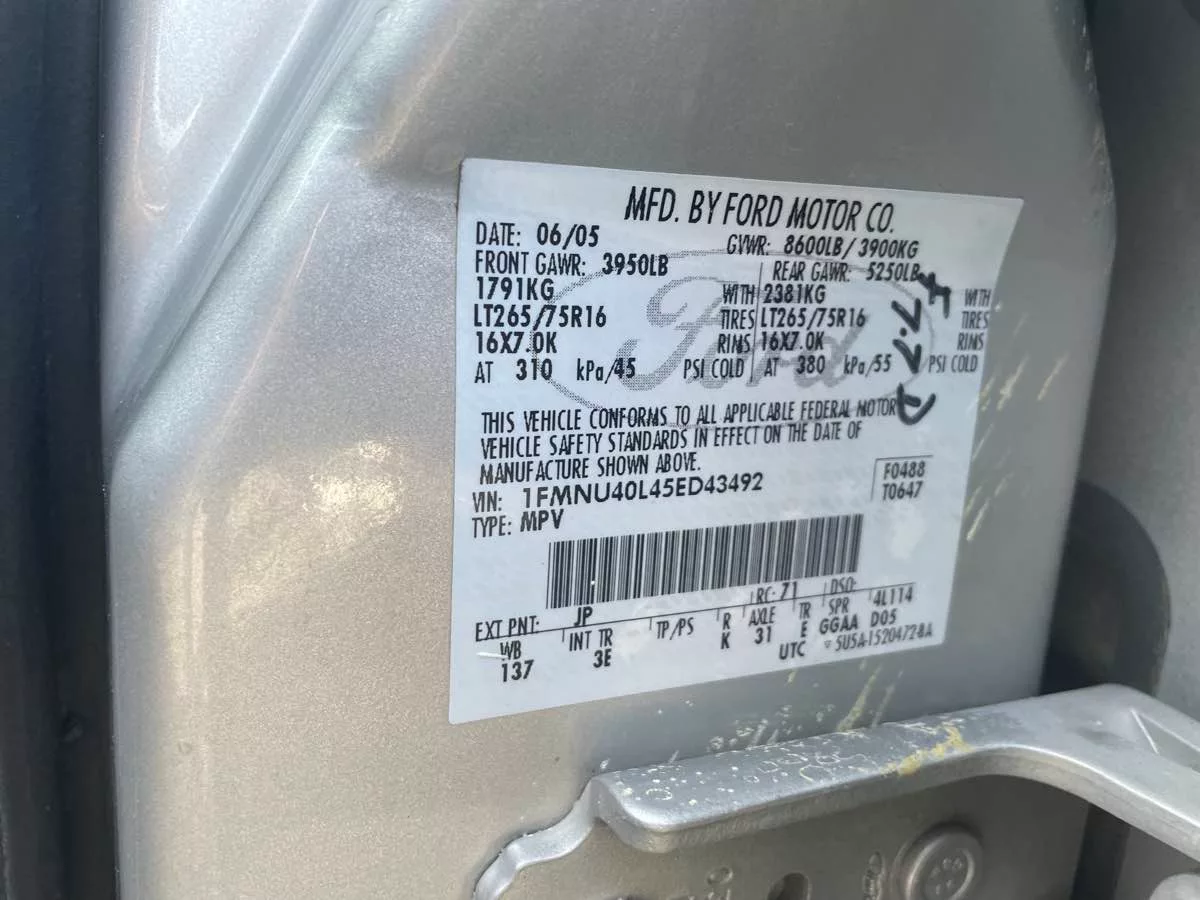 MFD. BY FORD MOTOR CO.
DATE: 06/05 GVWR: 8600LB/3900KG
FRONT GAWR: 3950LB REAR GAWR: 5250LB
1791KG WITH 2381KG WITH
LT265/75R16 TIRES LT265/75R16 TIRES
16X7.0K RIMS 16X7.0K RIMS
AT 310 kPa/45 PSI COLD AT 380 kPa/55 PSI COLD
Ford
THIS VEHICLE CONFORMS TO ALL APPLICABLE FEDERAL MOTOR
VEHICLE SAFETY STANDARDS IN EFFECT ON THE DATE OF
MANUFACTURE SHOWN ABOVE.
F0488
VIN: 1FMNU40L45ED43492
T0647
TYPE: MPV
EXT PNT: JP RC: 71 DSO:
WB INT TR TP/PS R AXLE TR SPR 4L114
137 3E K 31 E GGAA D05
UTC 5U5A-1520472-BA